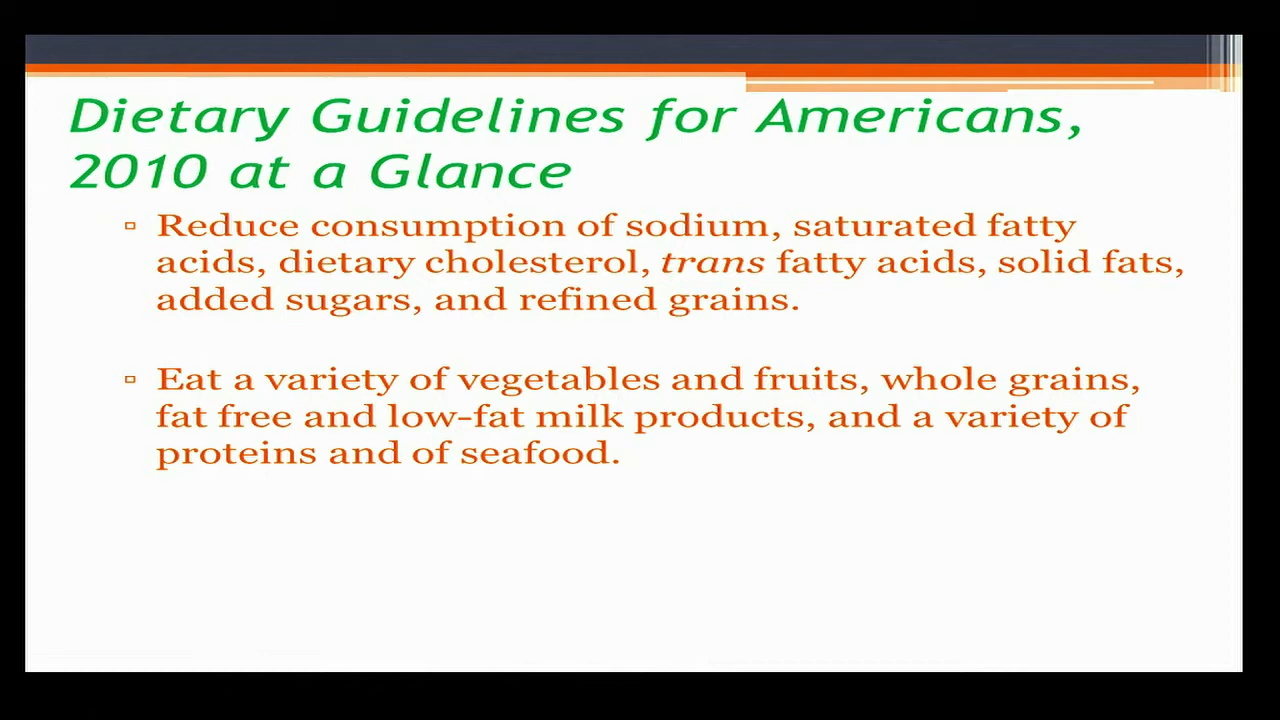 Dietary Guidelines for Americans,
2010 at a Glance
▫ Reduce consumption of sodium, saturated fatty
acids, dietary cholesterol, trans fatty acids, solid fats,
added sugars, and refined grains.
▫ Eat a variety of vegetables and fruits, whole grains,
fat free and low-fat milk products, and a variety of
proteins and of seafood.